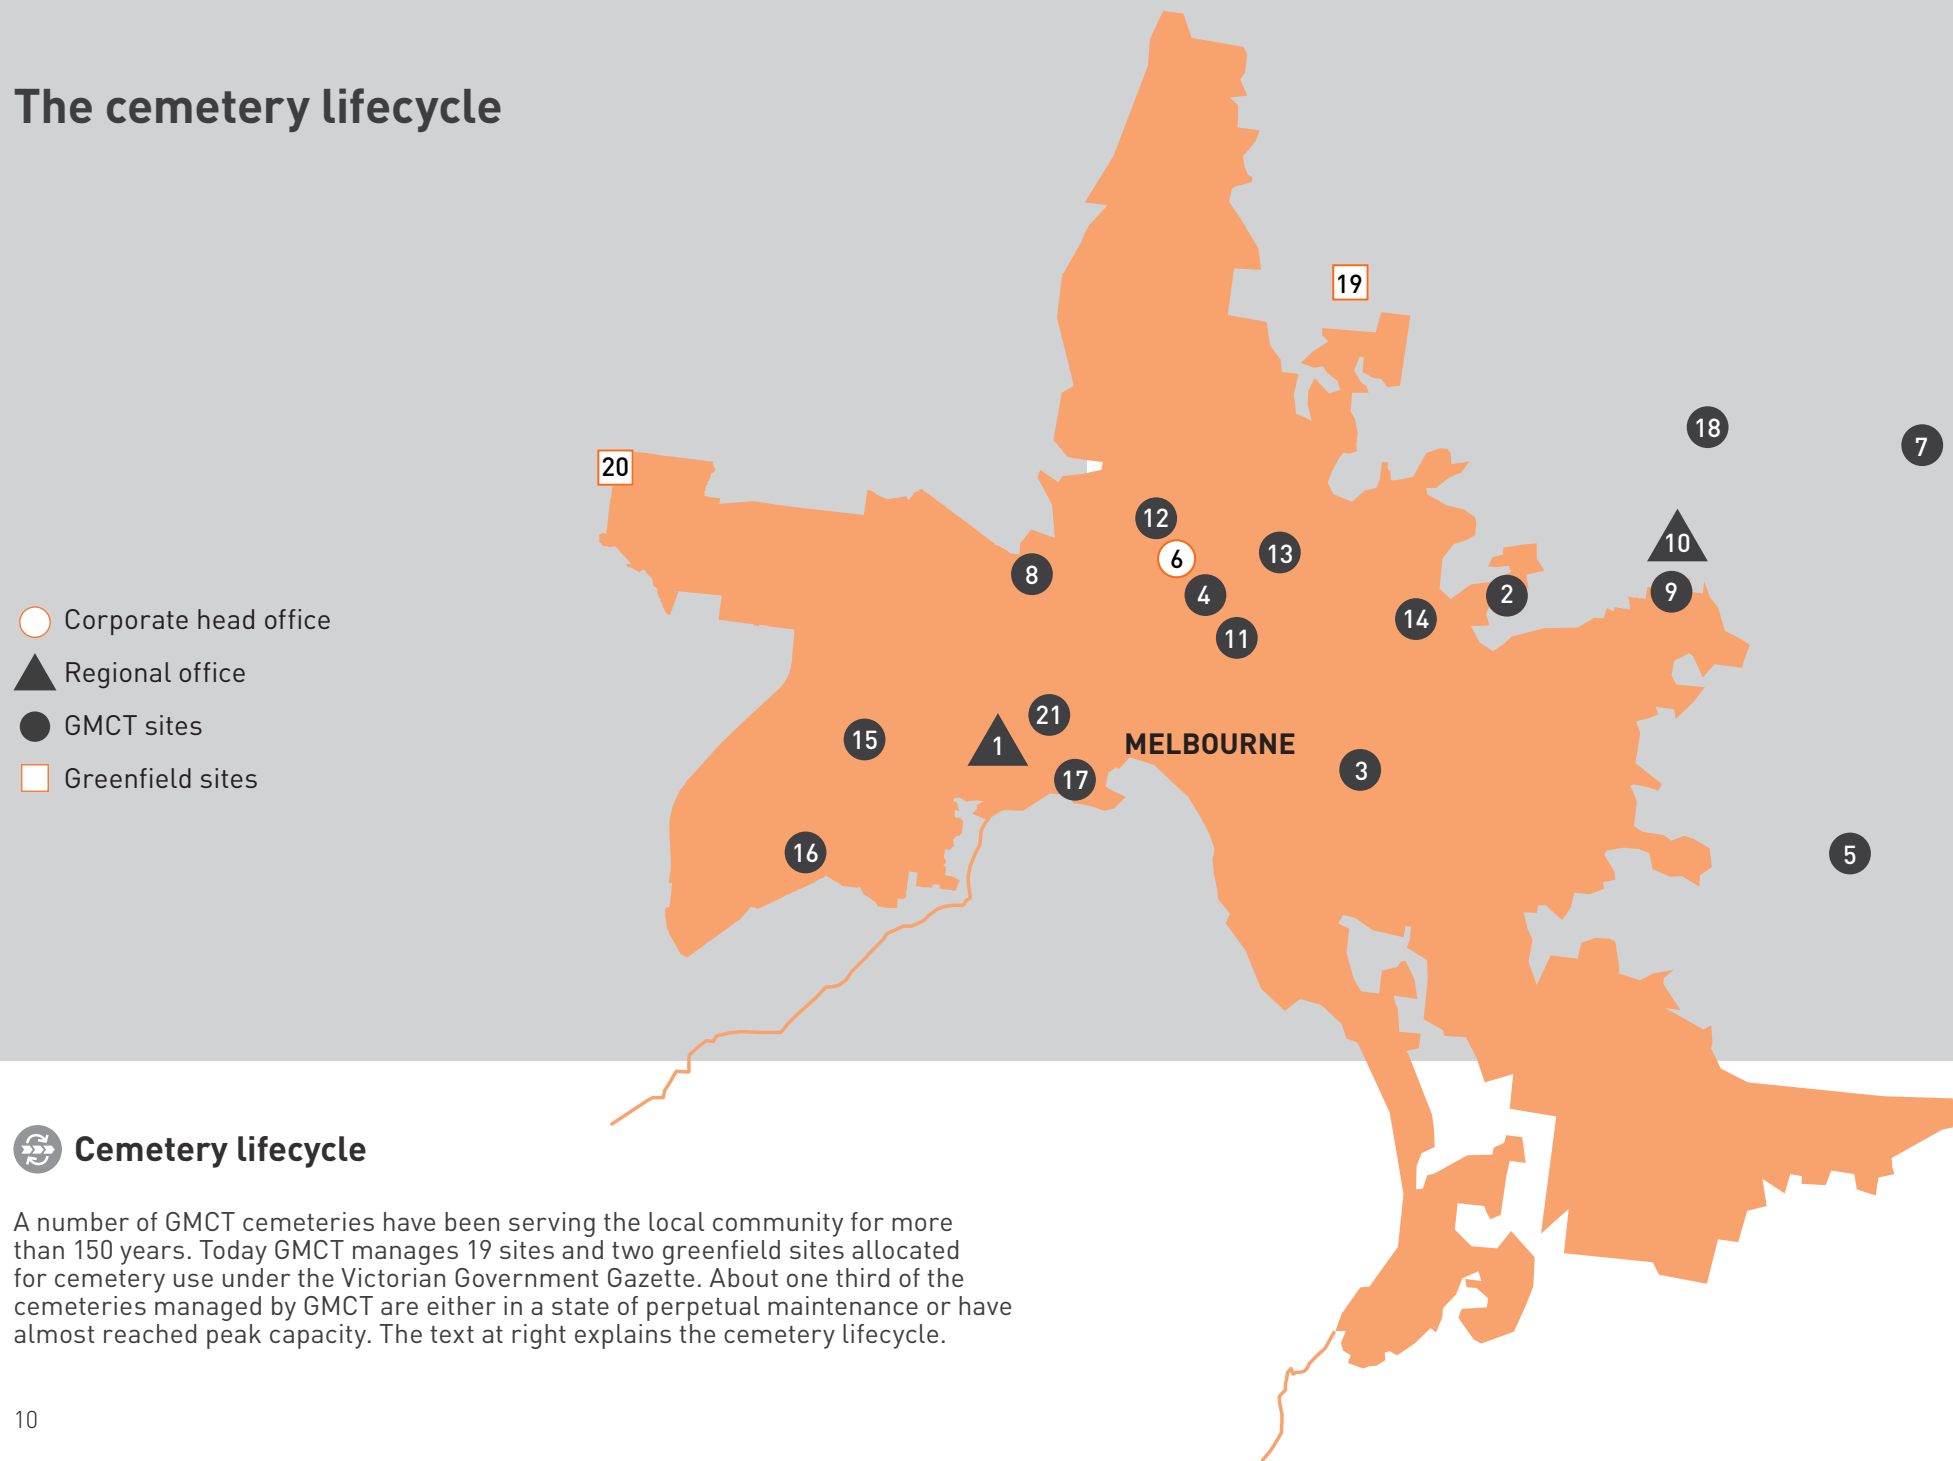 The cemetery lifecycle
19
18
7
20
12
10
6
13
8
4
2
9
14
11
Corporate head office
Regional office
GMCT sites
Greenfield sites
21
15
1
MELBOURNE
17
3
16
5
Cemetery lifecycle
A number of GMCT cemeteries have been serving the local community for more
than 150 years. Today GMCT manages 19 sites and two greenfield sites allocated
for cemetery use under the Victorian Government Gazette. About one third of the
cemeteries managed by GMCT are either in a state of perpetual maintenance or have
almost reached peak capacity. The text at right explains the cemetery lifecycle.
10